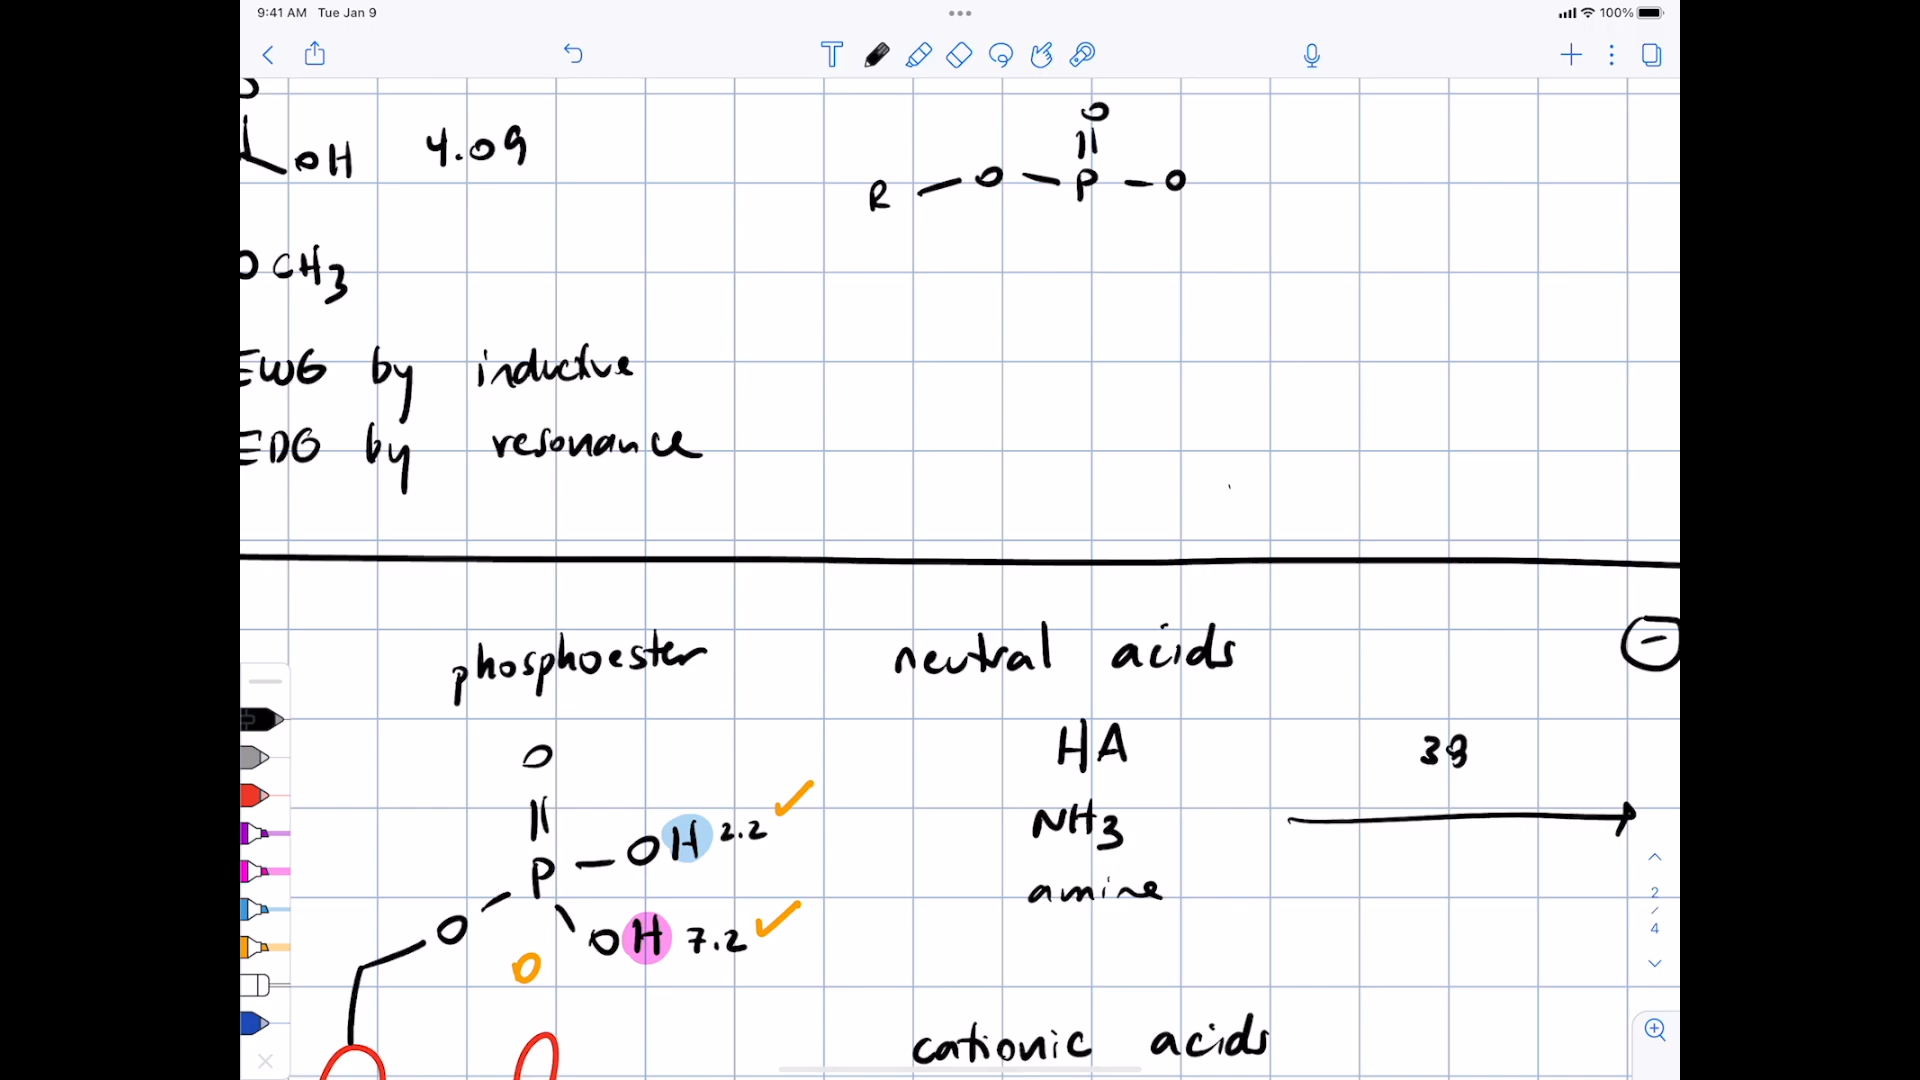 9:41 AM Tue Jan 9
100%
T
O
OH 4.09
OCH3
EWG by inductive
EDG by resonance
O
R - O - P - O
phosphoester
neutral acids
O
P - OH 2.2
O
OH 7.2
O
HA
NH3
amine
38
cationic acids
2
/
4